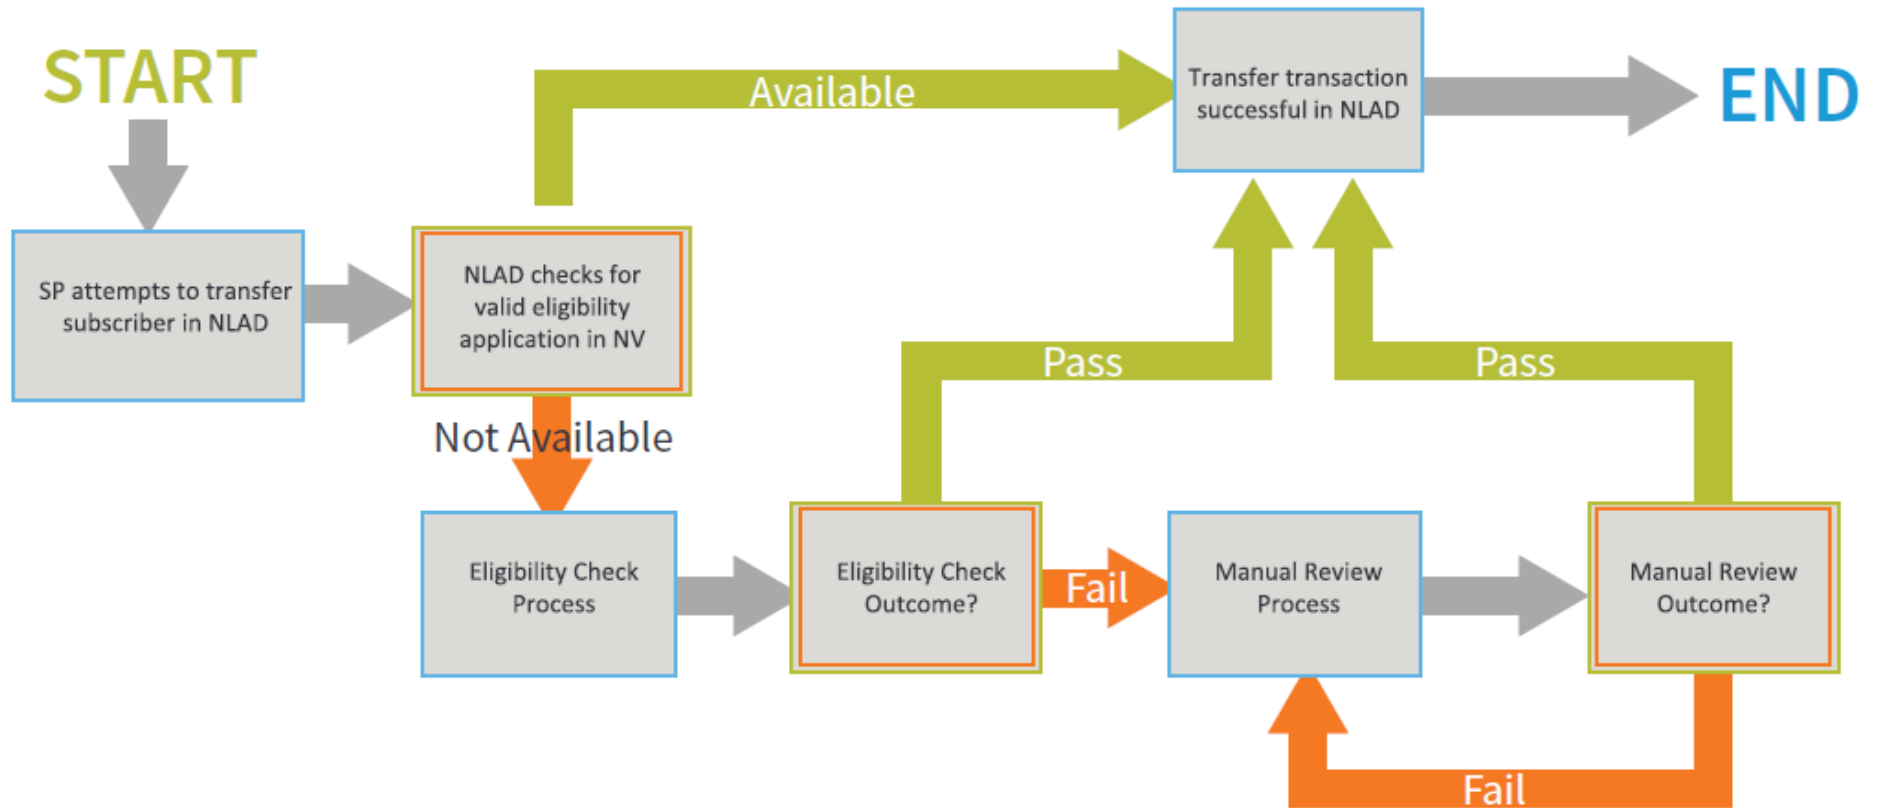 START
Available
Transfer transaction
successful in NLAD
END
SP attempts to transfer
subscriber in NLAD
NLAD checks for
valid eligibility
application in NV
Not Available
Pass
Pass
Eligibility Check
Process
Eligibility Check
Outcome?
Fail
Manual Review
Process
Manual Review
Outcome?
Fail